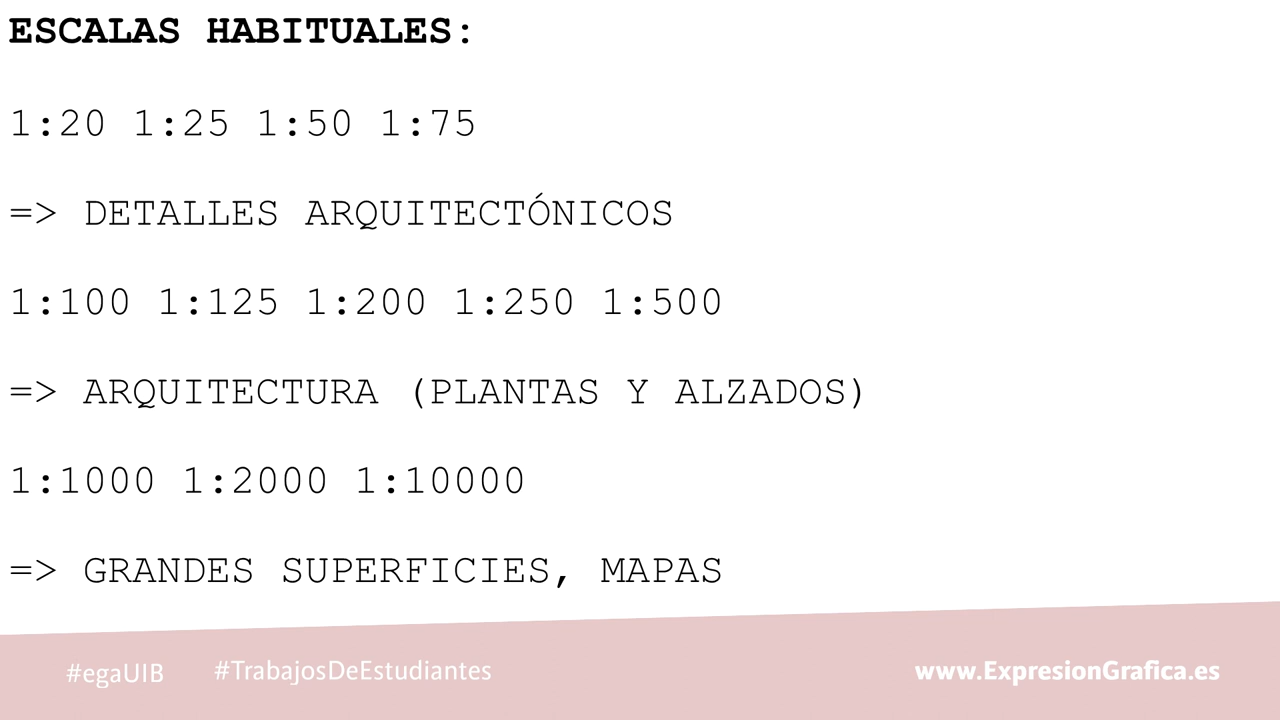 ESCALAS HABITUALES:
1:20 1:25 1:50 1:75
=> DETALLES ARQUITECTÓNICOS
1:100 1:125 1:200 1:250 1:500
=> ARQUITECTURA (PLANTAS Y ALZADOS)
1:1000 1:2000 1:10000
=> GRANDES SUPERFICIES, MAPAS
#egaUIB #TrabajosDeEstudiantes www.ExpresionGrafica.es